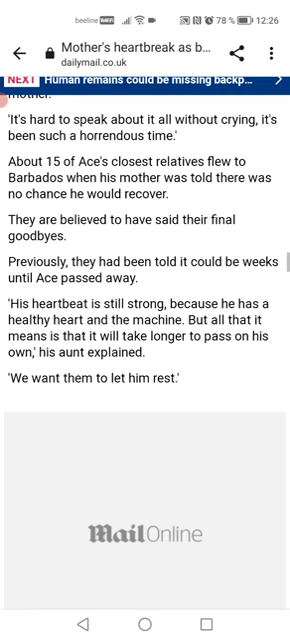 beeline WiFi 78 % 12:26
Mother's heartbreak as b...
dailymail.co.uk
NEXT Human remains could be missing backp...
mother.
'It's hard to speak about it all without crying, it's
been such a horrendous time.'
About 15 of Ace's closest relatives flew to
Barbados when his mother was told there was
no chance he would recover.
They are believed to have said their final
goodbyes.
Previously, they had been told it could be weeks
until Ace passed away.
'His heartbeat is still strong, because he has a
healthy heart and the machine. But all that it
means is that it will take longer to pass on his
own,' his aunt explained.
'We want them to let him rest.'
MailOnline